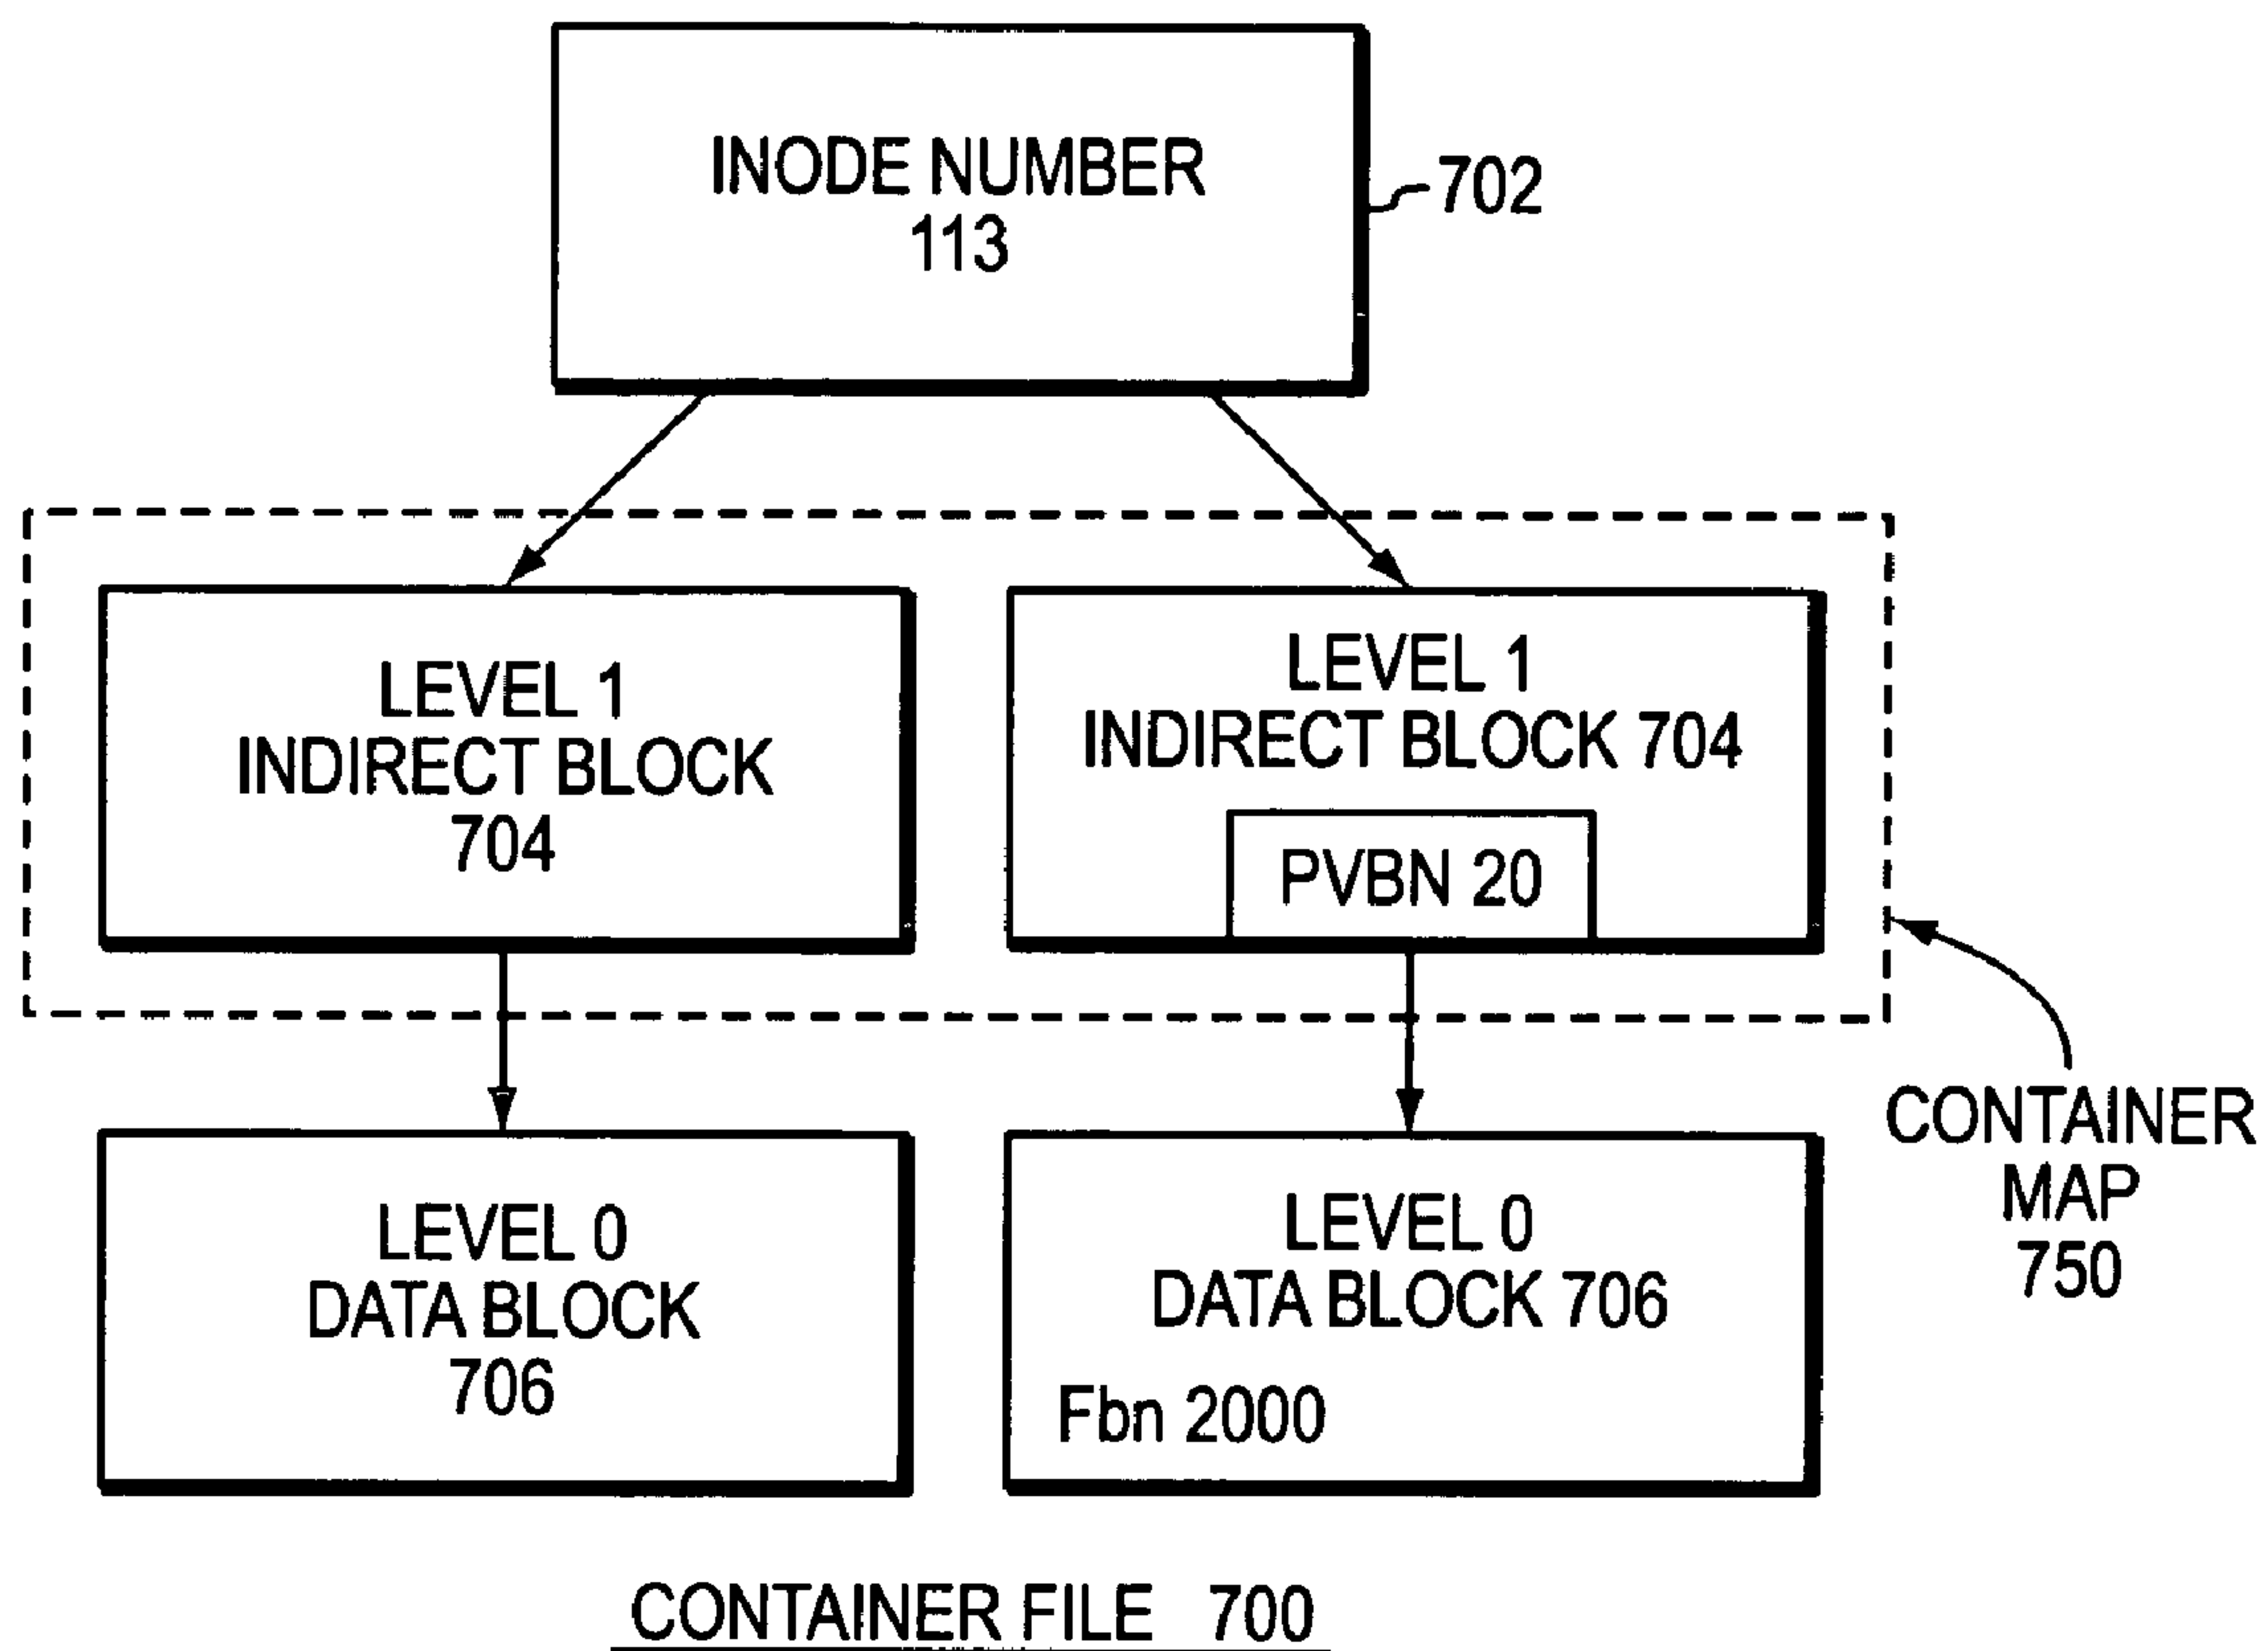 INODE NUMBER
113
702
LEVEL 1
INDIRECT BLOCK
704
LEVEL 1
INDIRECT BLOCK 704
PVBN 20
LEVEL 0
DATA BLOCK
706
LEVEL 0
DATA BLOCK 706
Fbn 2000
CONTAINER
MAP
750
CONTAINER FILE 700